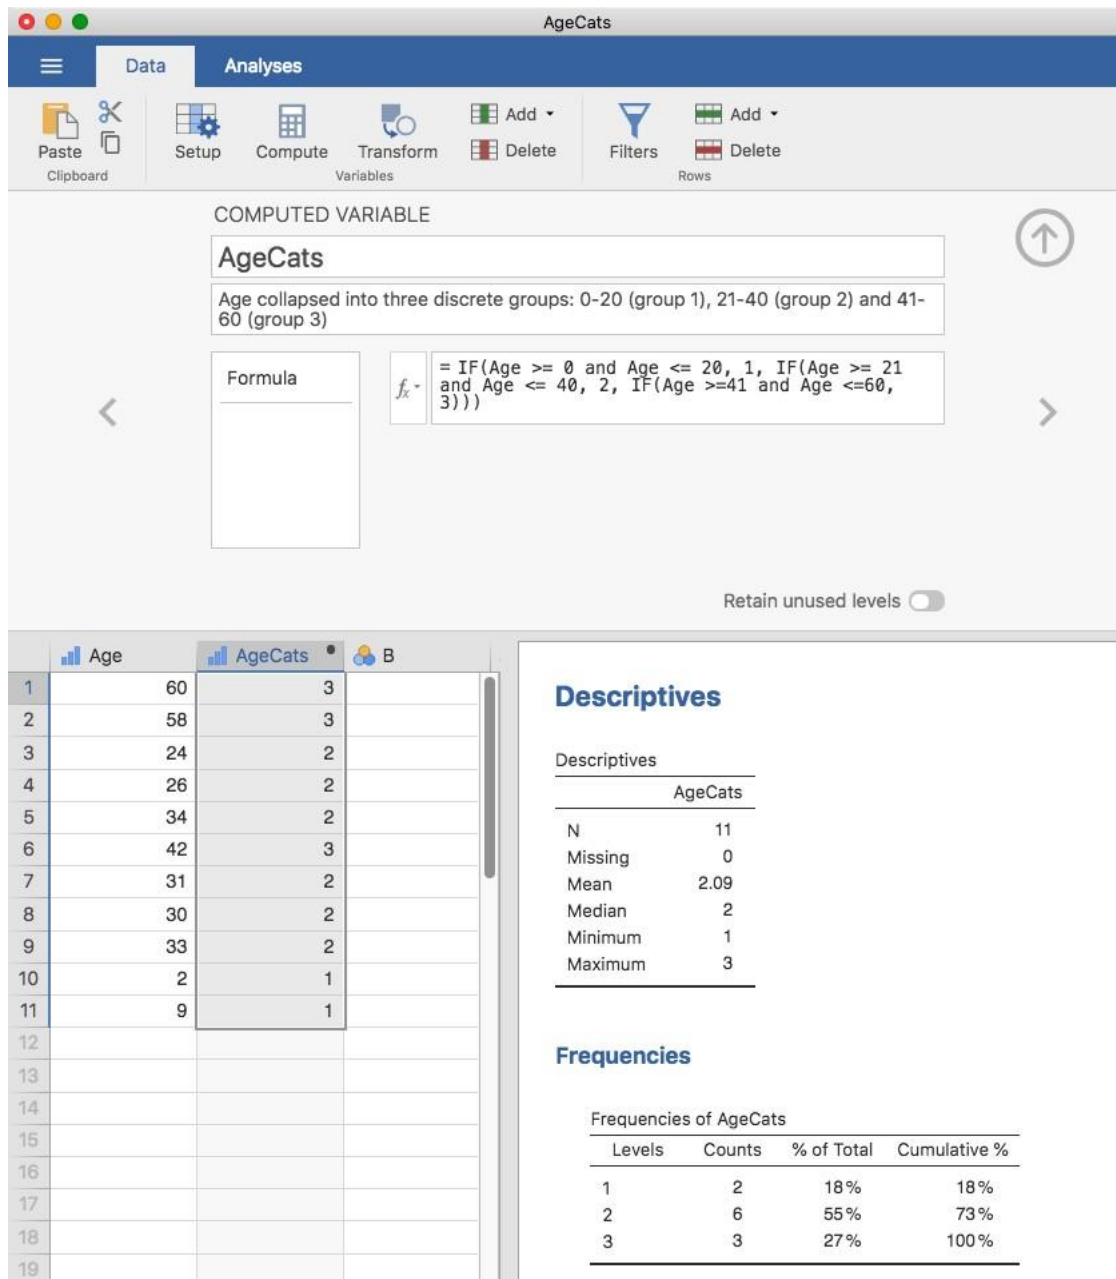 AgeCats
Data Analyses
Paste Setup Compute Transform Add Delete Filters Add Delete
Clipboard Variables Rows
COMPUTED VARIABLE
AgeCats
Age collapsed into three discrete groups: 0-20 (group 1), 21-40 (group 2) and 41-
60 (group 3)
Formula
fx
= IF(Age >= 0 and Age <= 20, 1, IF(Age >= 21
and Age <= 40, 2, IF(Age >=41 and Age <=60,
3)))
Retain unused levels
Age AgeCats B
1 60 3
2 58 3
3 24 2
4 26 2
5 34 2
6 42 3
7 31 2
8 30 2
9 33 2
10 2 1
11 9 1
12
13
14
15
16
17
18
19
Descriptives
Descriptives
AgeCats
N 11
Missing 0
Mean 2.09
Median 2
Minimum 1
Maximum 3
Frequencies
Frequencies of AgeCats
Levels Counts % of Total Cumulative %
1 2 18% 18%
2 6 55% 73%
3 3 27% 100%